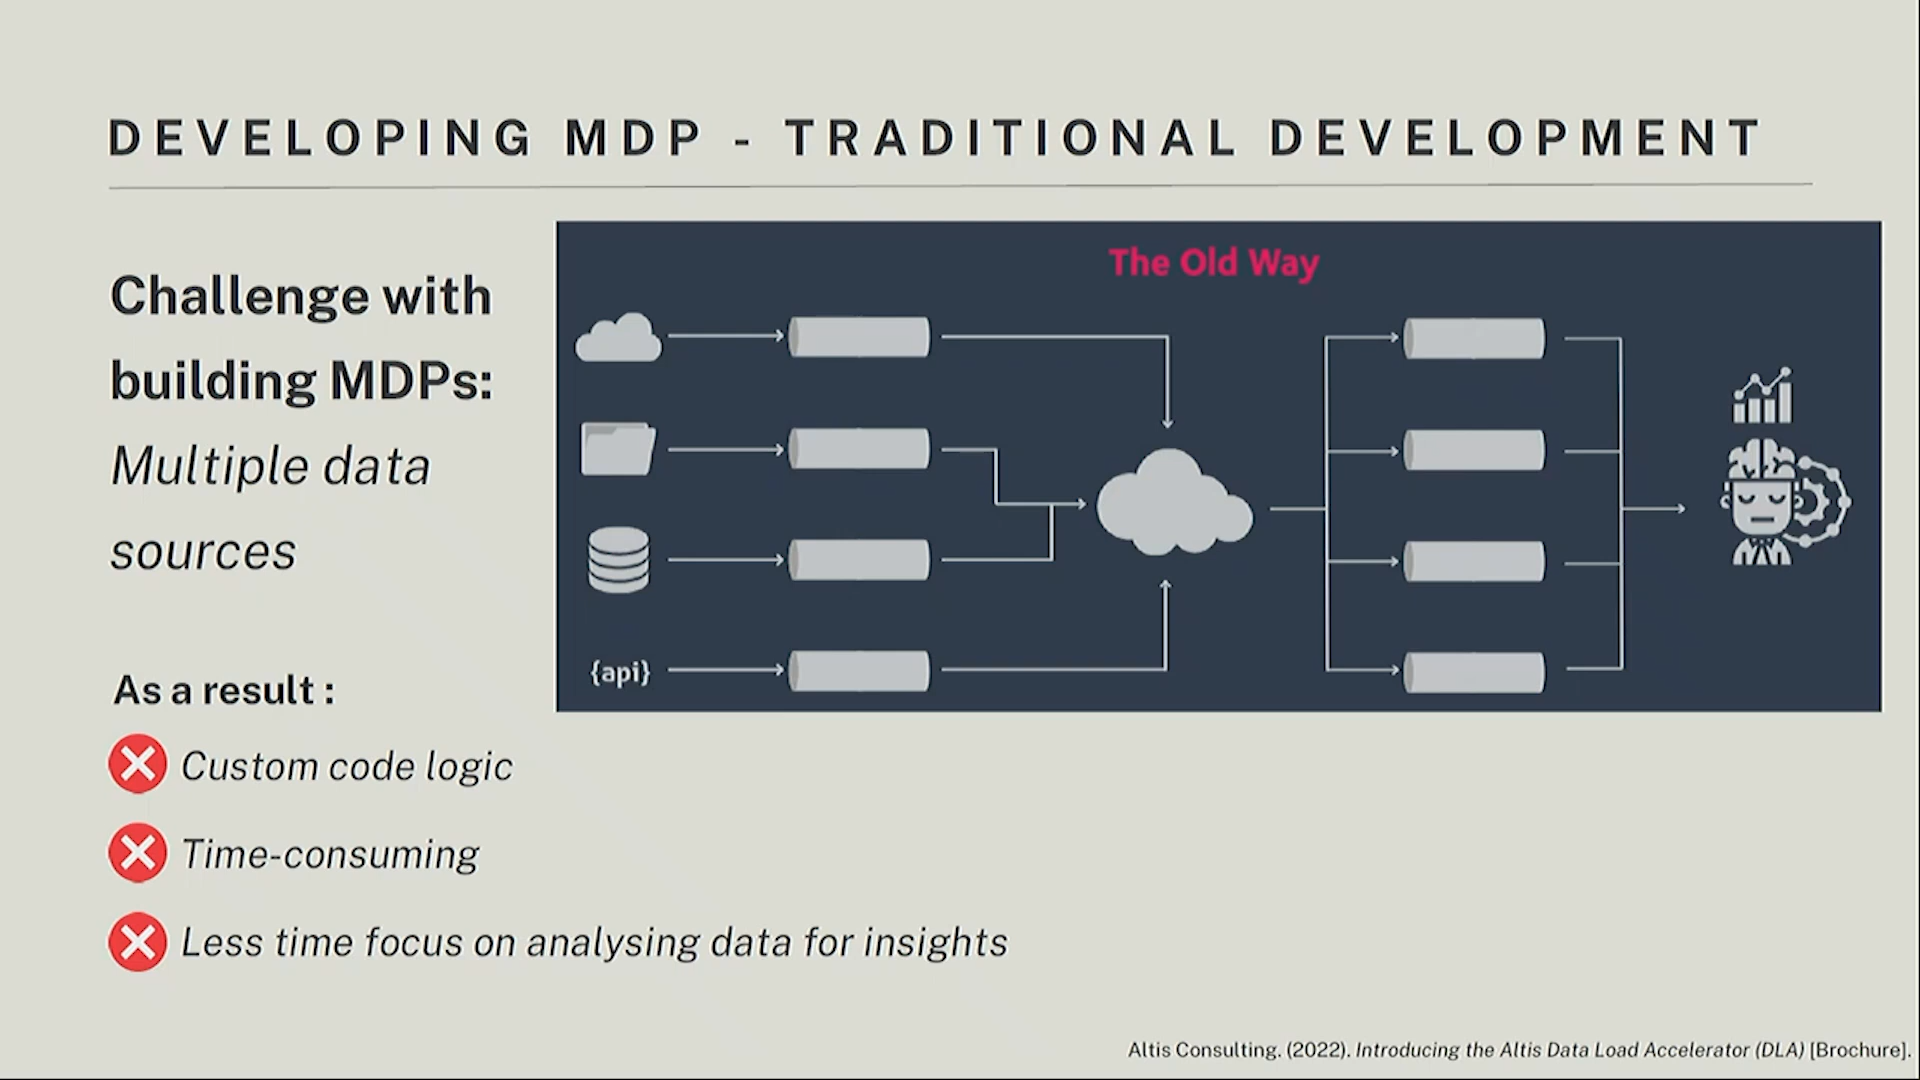 DEVELOPING MDP - TRADITIONAL DEVELOPMENT
Challenge with
building MDPs:
Multiple data
sources
The Old Way
{api}
As a result :
Custom code logic
Time-consuming
Less time focus on analysing data for insights
Altis Consulting. (2022). Introducing the Altis Data Load Accelerator (DLA) [Brochure].